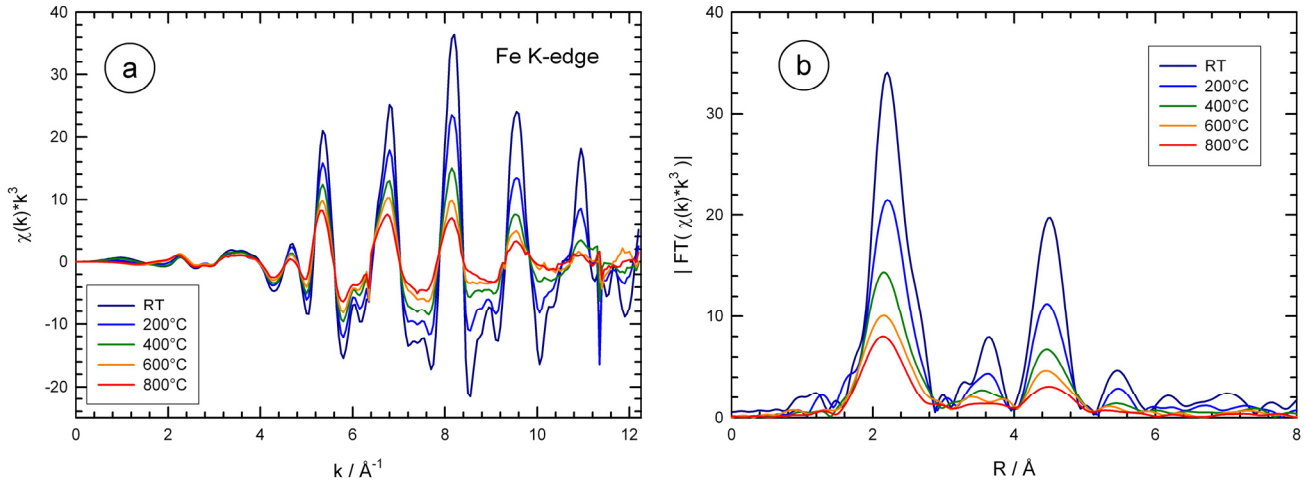 a
Fe K-edge
χ(k)*k³
40
30
20
10
0
-10
-20
RT
200°C
400°C
600°C
800°C
0
2
4
6
8
10
12
k / Å⁻¹
b
| FT( χ(k)*k³ )|
40
30
20
10
0
RT
200°C
400°C
600°C
800°C
0
2
4
6
8
R / Å